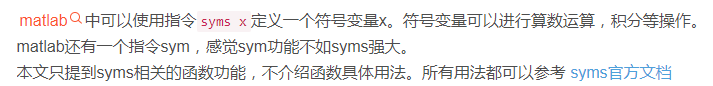 matlab中可以使用指令syms x定义一个符号变量x。符号变量可以进行算数运算，积分等操作。
matlab还有一个指令sym，感觉sym功能不如syms强大。
本文只提到syms相关的函数功能，不介绍函数具体用法。所有用法都可以参考 syms官方文档